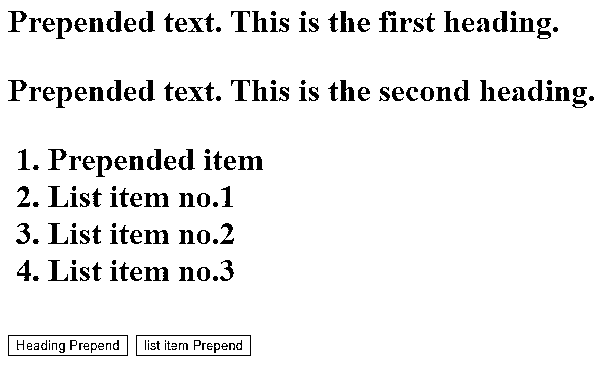 Prepended text. This is the first heading.
Prepended text. This is the second heading.
1. Prepended item
2. List item no.1
3. List item no.2
4. List item no.3
Heading Prepend list item Prepend